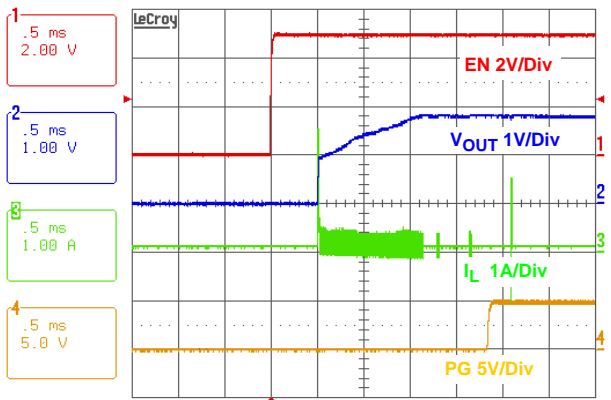 1
.5 ms
2.00 V
2
.5 ms
1.00 V
3
.5 ms
1.00 A
4
.5 ms
5.0 V
LeCroy
EN 2V/Div
1
VOUT 1V/Div
2
3
IL 1A/Div
4
PG 5V/Div